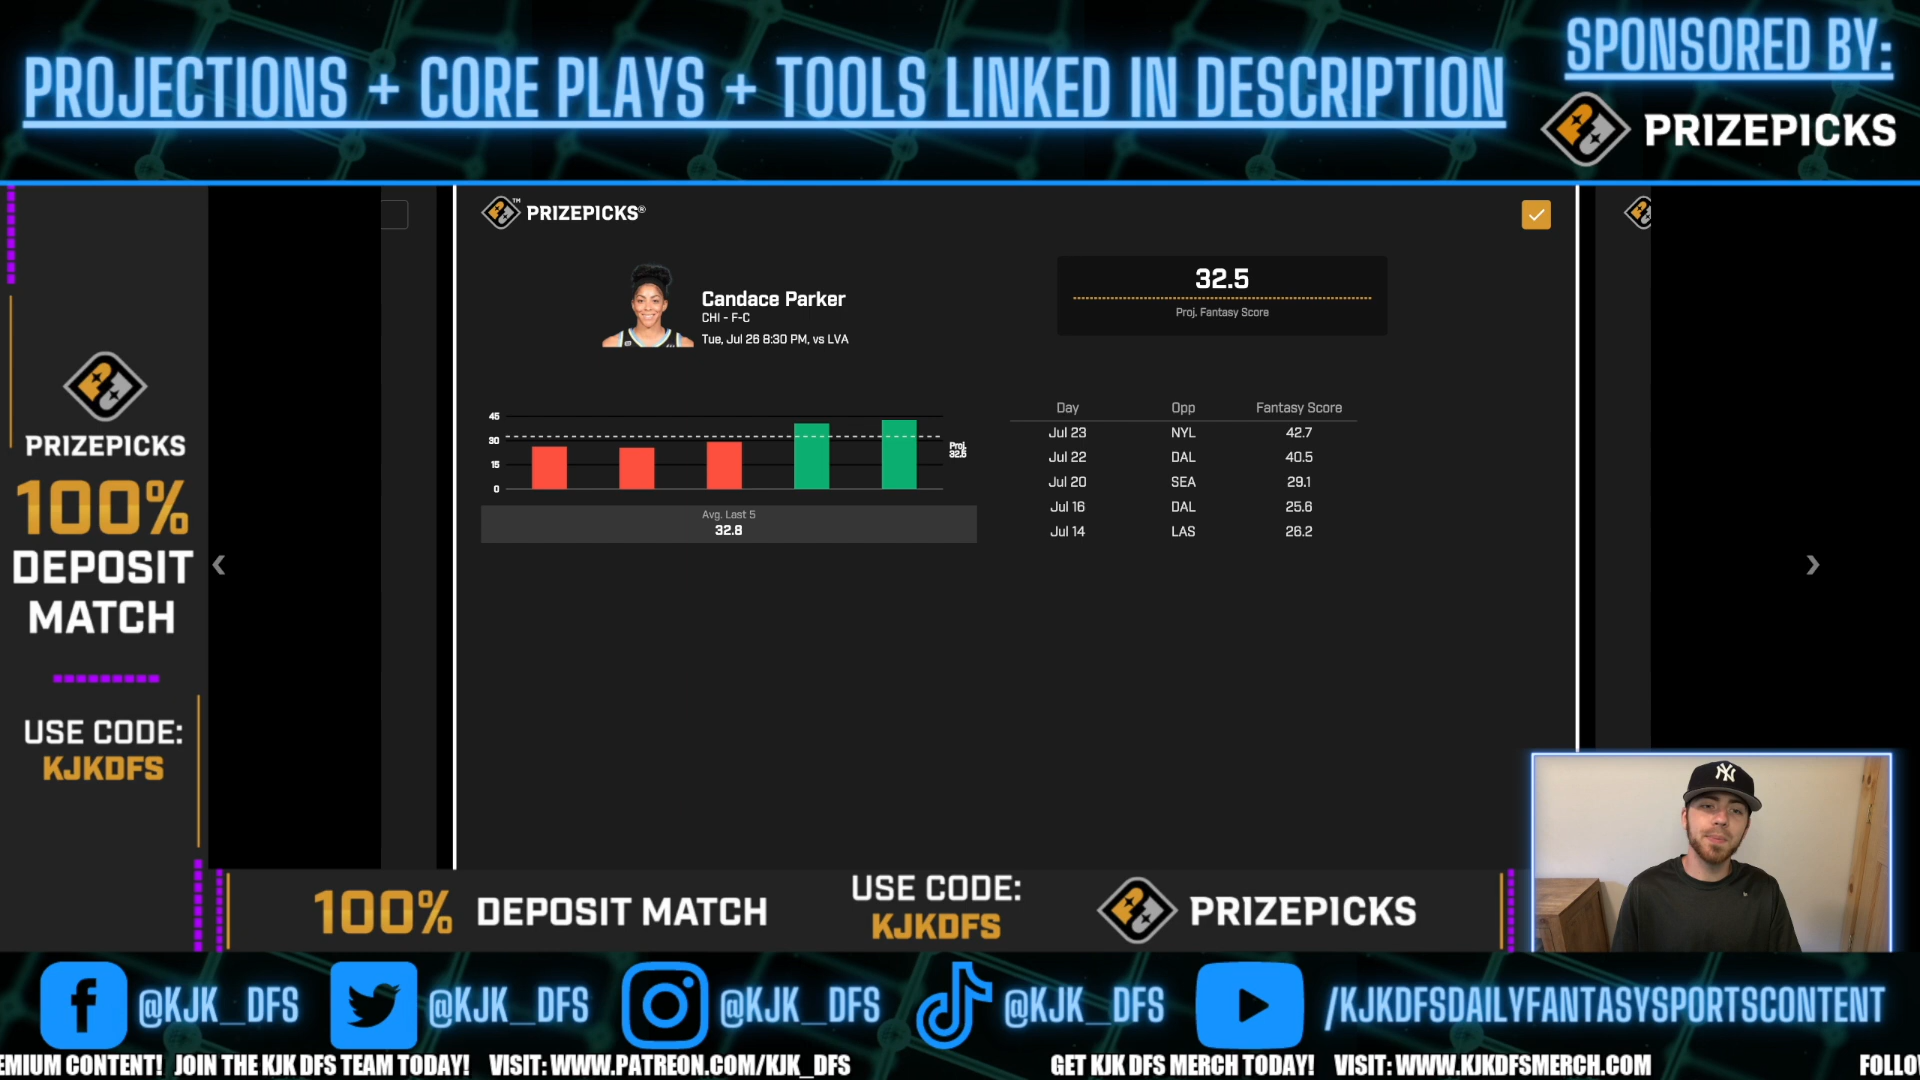 PROJECTIONS + CORE PLAYS + TOOLS LINKED IN DESCRIPTION
SPONSORED BY:
PRIZEPICKS
PRIZEPICKS®
™
Candace Parker
CHI - F-C
Tue, Jul 26 8:30 PM, vs LVA
32.5
Proj. Fantasy Score
45
30
15
0
Proj.
32.5
Avg. Last 5
32.8
Day Opp Fantasy Score
Jul 23 NYL 42.7
Jul 22 DAL 40.5
Jul 20 SEA 29.1
Jul 16 DAL 25.6
Jul 14 LAS 26.2
PRIZEPICKS
100%
DEPOSIT
MATCH
USE CODE:
KJKDFS
100% DEPOSIT MATCH
USE CODE:
KJKDFS
PRIZEPICKS
NY
@KJK_DFS @KJK_DFS @KJK_DFS @KJK_DFS /KJKDFSDAILYFANTASYSPORTSCONTENT
EMIUM CONTENT! JOIN THE KJK DFS TEAM TODAY! VISIT: WWW.PATREON.COM/KJK_DFS GET KJK DFS MERCH TODAY! VISIT: WWW.KJKDFSMERCH.COM FOLLO